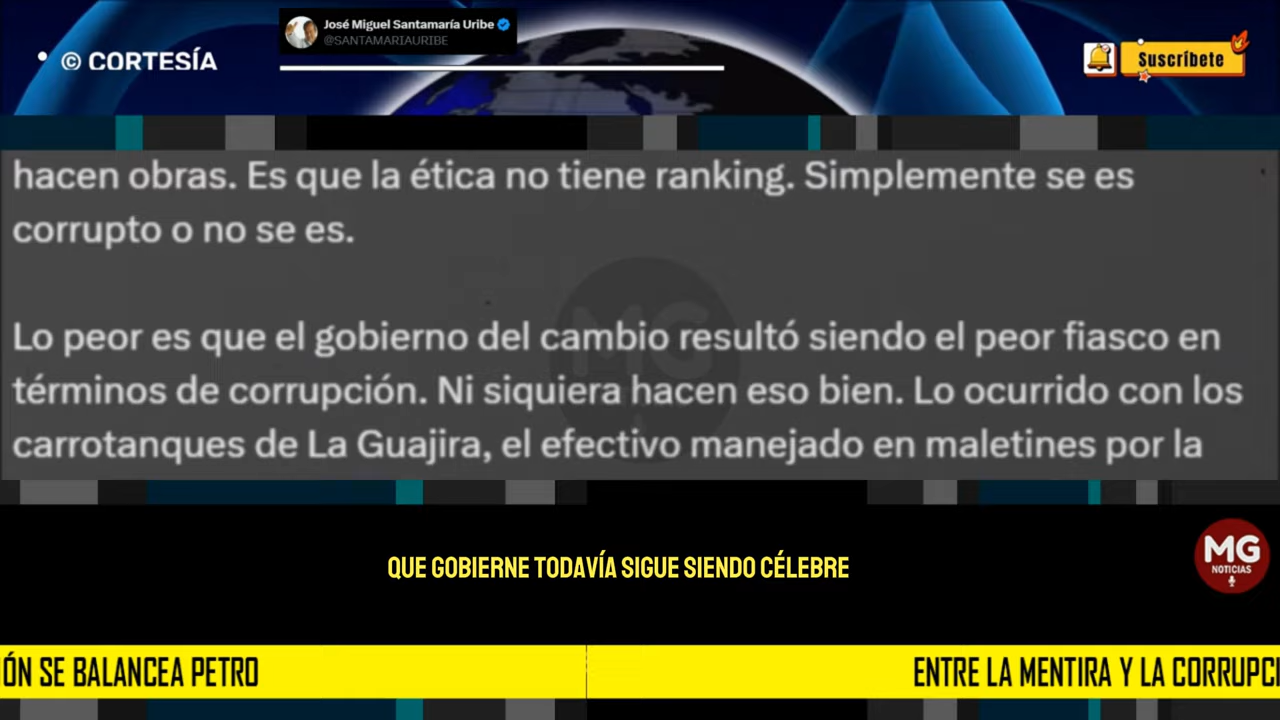 José Miguel Santamaría Uribe
@SANTAMARIAURIBE
© CORTESÍA
Suscríbete
hacen obras. Es que la ética no tiene ranking. Simplemente se es
corrupto o no se es.
Lo peor es que el gobierno del cambio resultó siendo el peor fiasco en
términos de corrupción. Ni siquiera hacen eso bien. Lo ocurrido con los
carrotanques de La Guajira, el efectivo manejado en maletines por la
QUE GOBIERNE TODAVÍA SIGUE SIENDO CÉLEBRE
MG
NOTICIAS
ÓN SE BALANCEA PETRO
ENTRE LA MENTIRA Y LA CORRUPCI